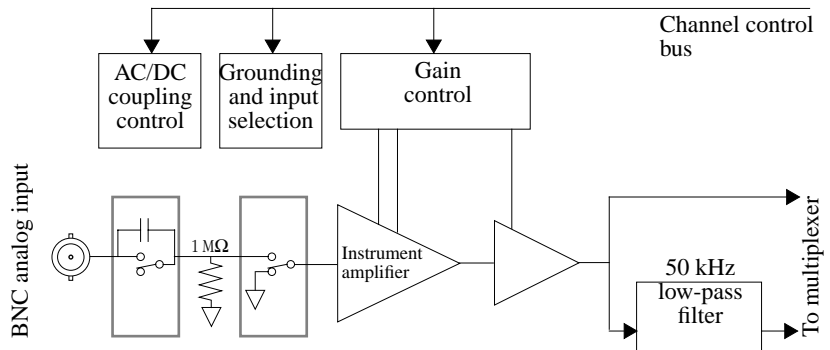 Channel control
bus
AC/DC
coupling
control
Grounding
and input
selection
Gain
control
BNC analog input
1 MΩ
Instrument
amplifier
50 kHz
low-pass
filter
To multiplexer